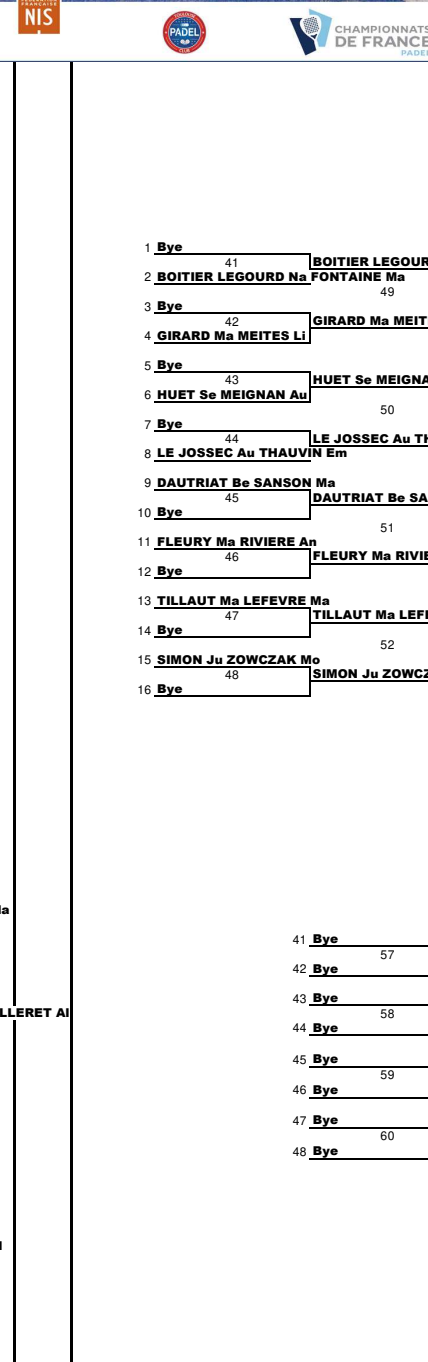 FRANÇAISE
NIS
TOULOUSE
PADEL
CLUB
CHAMPIONNATS
DE FRANCE
PADEL
1 Bye
41
BOITIER LEGOUR
2 BOITIER LEGOURD Na FONTAINE Ma
49
3 Bye
42
GIRARD Ma MEIT
4 GIRARD Ma MEITES Li
5 Bye
43
HUET Se MEIGNA
6 HUET Se MEIGNAN Au
50
7 Bye
44
LE JOSSEC Au TH
8 LE JOSSEC Au THAUVIN Em
9 DAUTRIAT Be SANSON Ma
45
DAUTRIAT Be SA
10 Bye
51
11 FLEURY Ma RIVIERE An
46
FLEURY Ma RIVIE
12 Bye
13 TILLAUT Ma LEFEVRE Ma
47
TILLAUT Ma LEF
14 Bye
52
15 SIMON Ju ZOWCZAK Mo
48
SIMON Ju ZOWC
16 Bye
la
41 Bye
57
42 Bye
43 Bye
LLERET Al
58
44 Bye
45 Bye
59
46 Bye
47 Bye
60
48 Bye